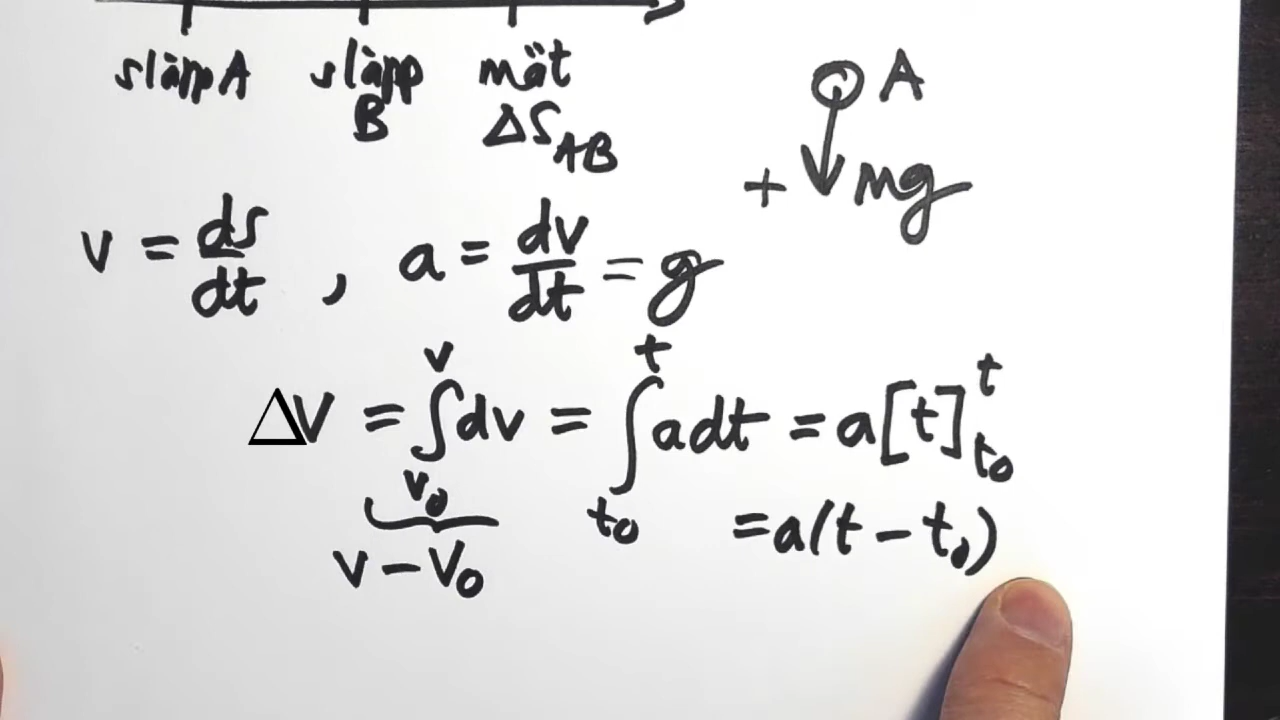 släpp A släpp B mät ΔS_AB
A
+ mg
v = ds/dt , a = dv/dt = g
Δv = ∫_{v₀}^{v} dv = ∫_{t₀}^{t} a dt = a[t]_{t₀}^{t}
v − v₀ = a(t − t₀)